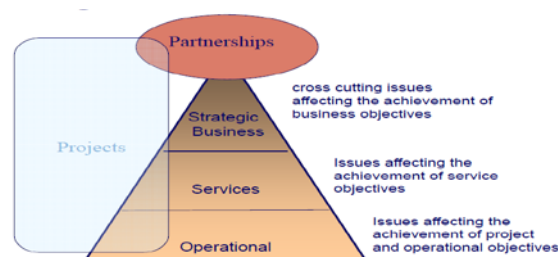 Partnerships
cross cutting issues
affecting the achievement of
business objectives
Strategic
Business
Projects
Issues affecting the
achievement of service
objectives
Services
Issues affecting the
achievement of project
and operational objectives
Operational